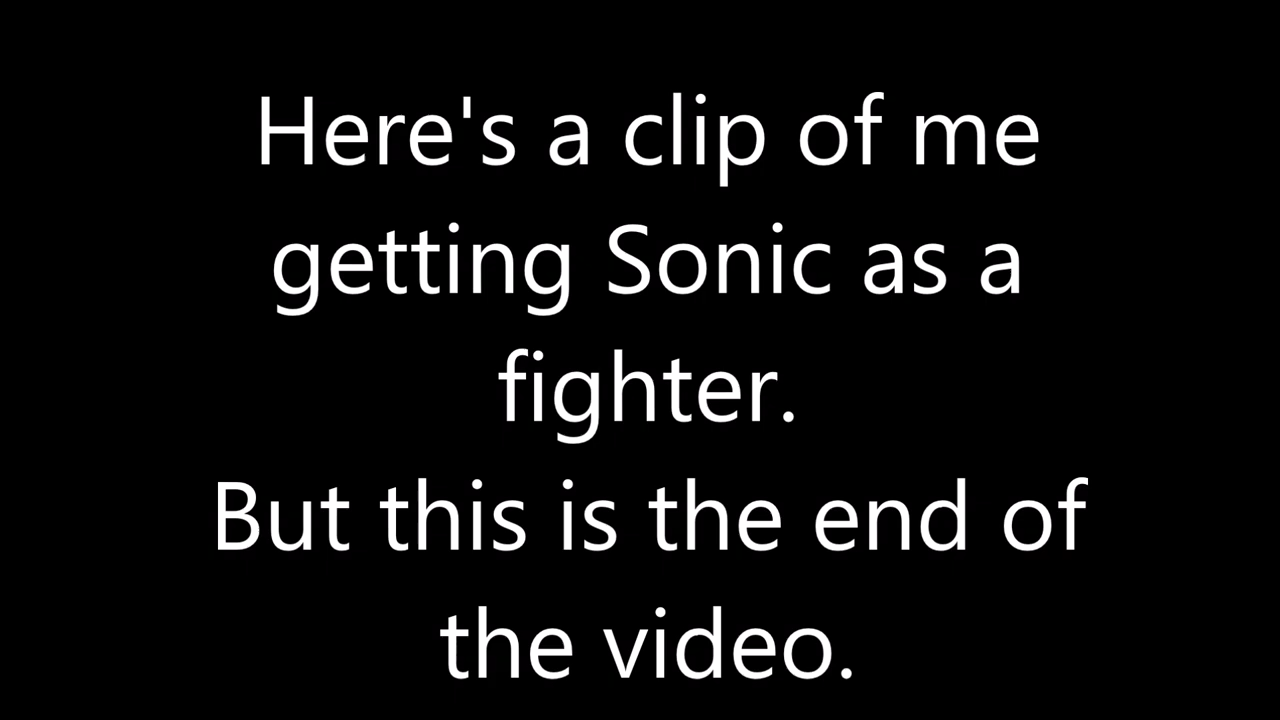 Here's a clip of me
getting Sonic as a
fighter.
But this is the end of
the video.